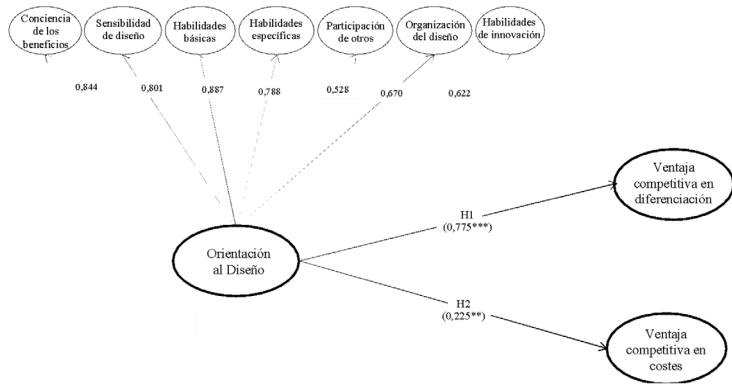 Conciencia
de los
beneficios
Sensibilidad
de diseño
Habilidades
básicas
Habilidades
específicas
Participación
de otros
Organización
del diseño
Habilidades
de innovación
0,844
0,801
0,887
0,788
0,528
0,670
0,622
Ventaja
competitiva en
diferenciación
H1
(0,775***)
Orientación
al Diseño
H2
(0,225**)
Ventaja
competitiva en
costes